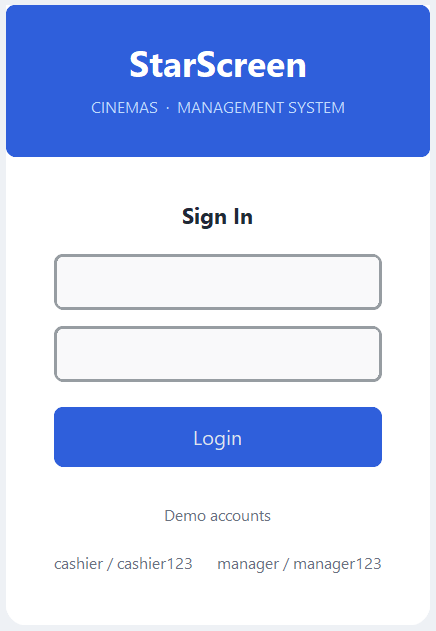 StarScreen
CINEMAS · MANAGEMENT SYSTEM
Sign In
Login
Demo accounts
cashier / cashier123 manager / manager123